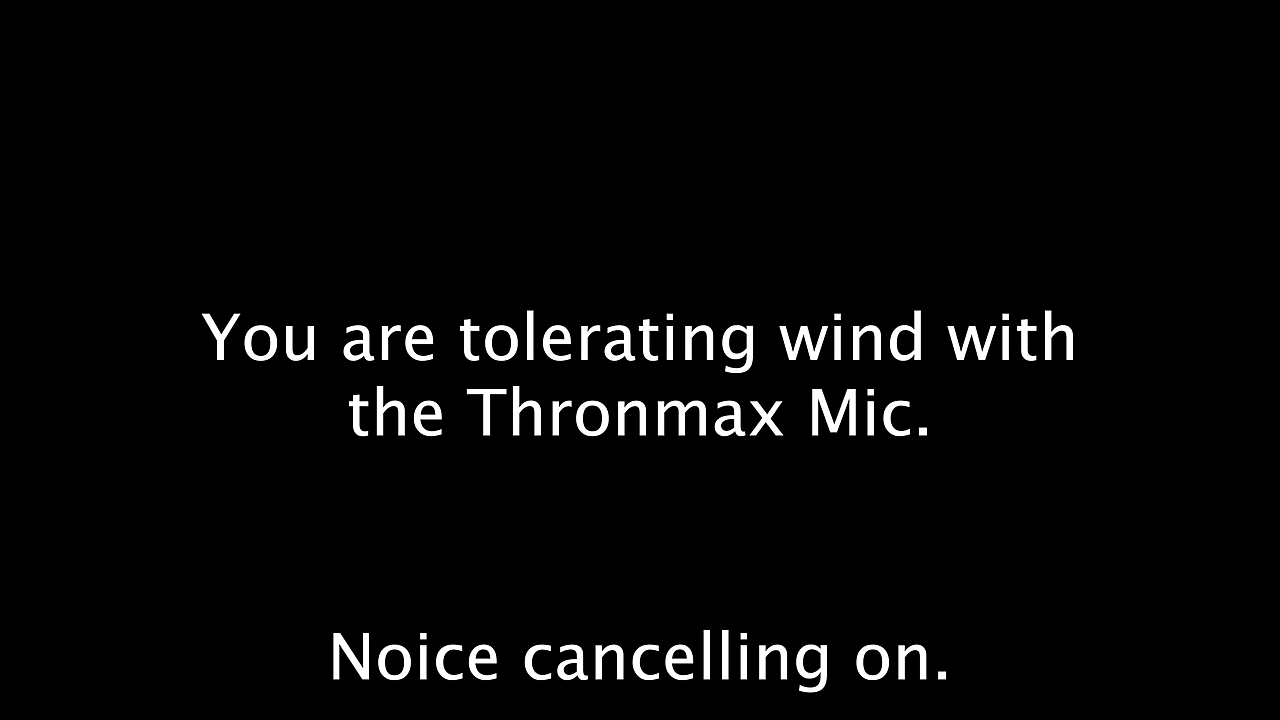 You are tolerating wind with
the Thronmax Mic.
Noice cancelling on.